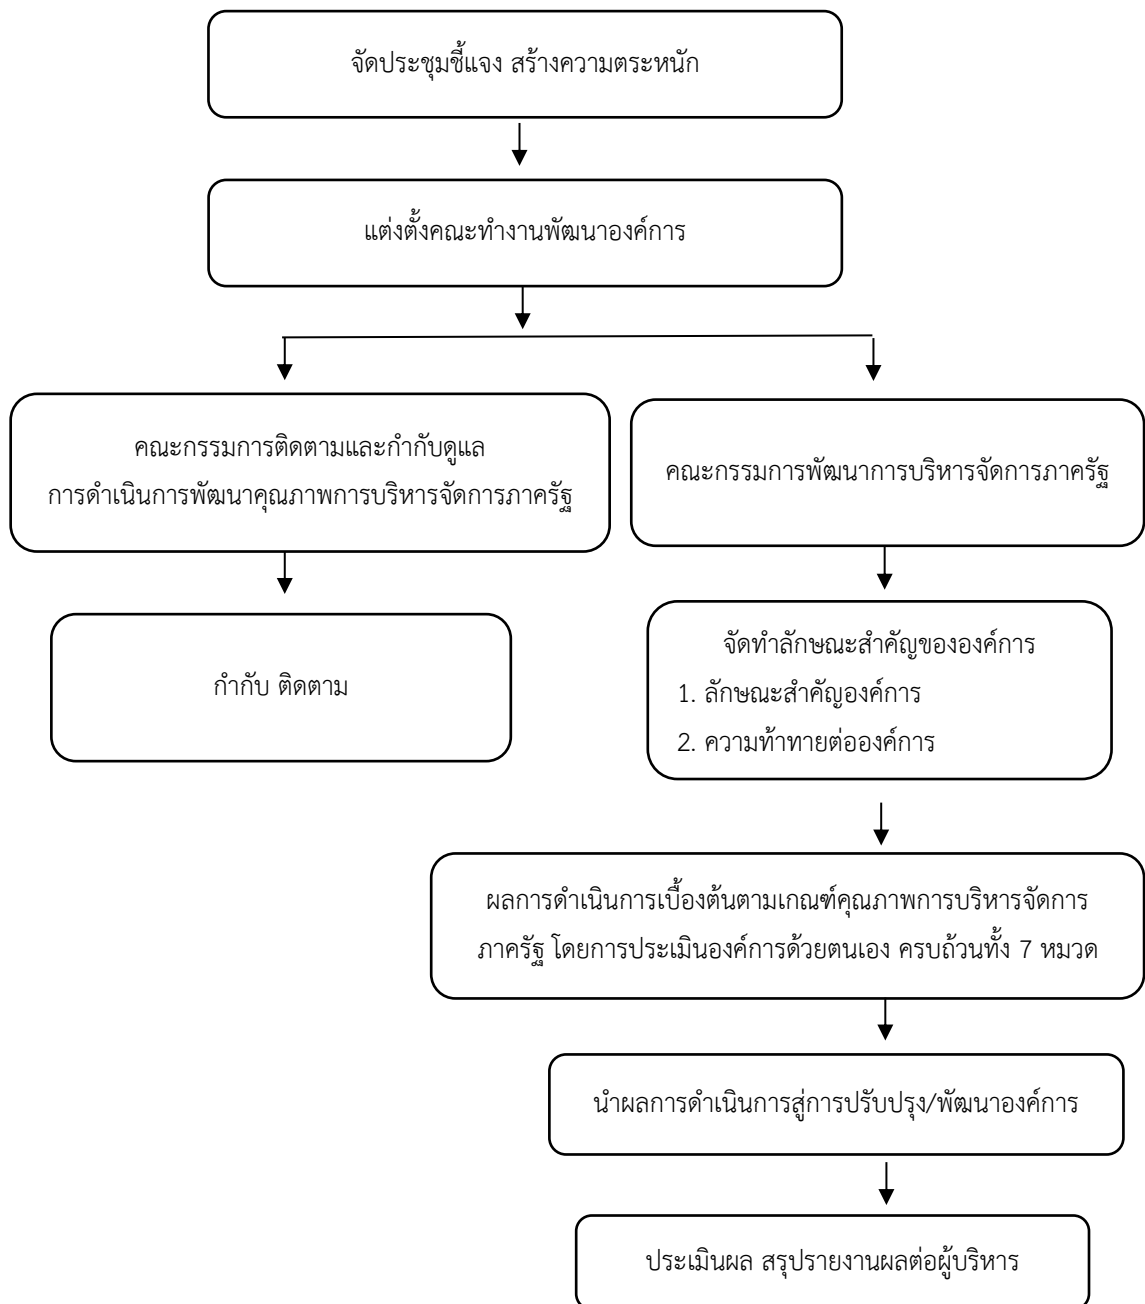 จัดประชุมชี้แจง สร้างความตระหนัก
แต่งตั้งคณะทำงานพัฒนาองค์การ
คณะกรรมการติดตามและกำกับดูแล
การดำเนินการพัฒนาคุณภาพการบริหารจัดการภาครัฐ
คณะกรรมการพัฒนาการบริหารจัดการภาครัฐ
กำกับ ติดตาม
จัดทำลักษณะสำคัญขององค์การ
1. ลักษณะสำคัญองค์การ
2. ความท้าทายต่อองค์การ
ผลการดำเนินการเบื้องต้นตามเกณฑ์คุณภาพการบริหารจัดการ
ภาครัฐ โดยการประเมินองค์การด้วยตนเอง ครบถ้วนทั้ง 7 หมวด
นำผลการดำเนินการสู่การปรับปรุง/พัฒนาองค์การ
ประเมินผล สรุปรายงานผลต่อผู้บริหาร